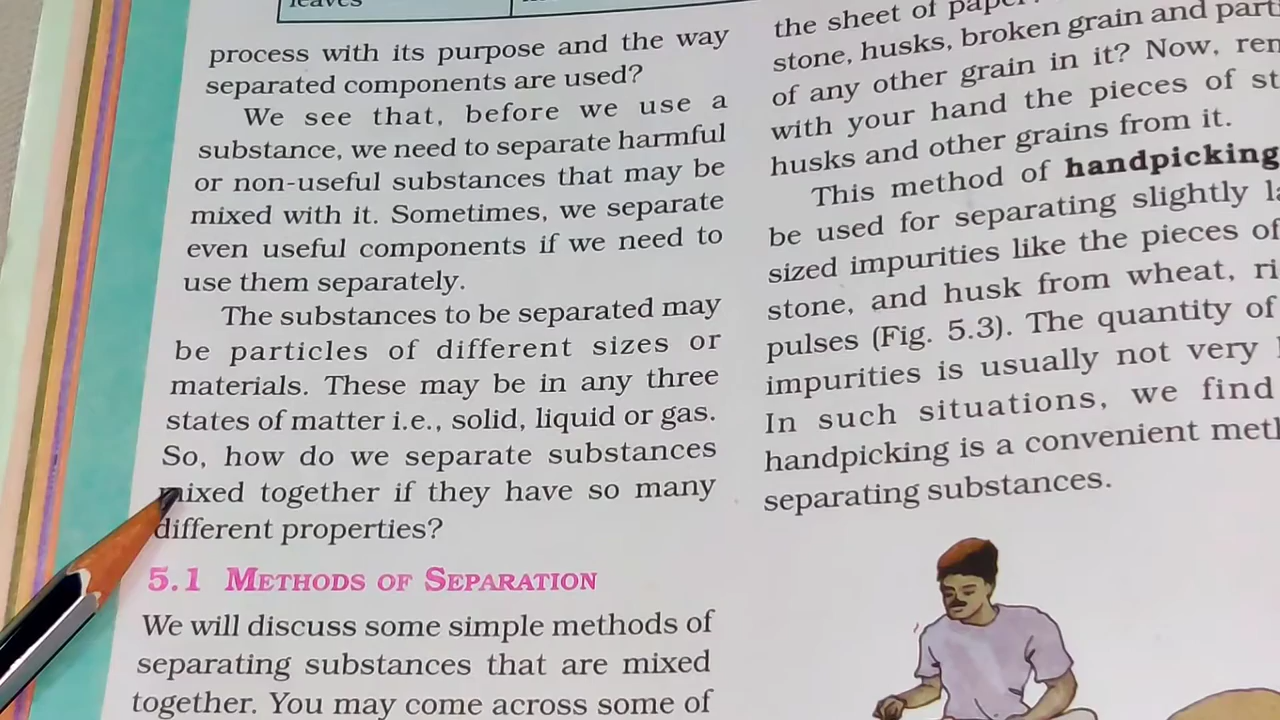 leaves
process with its purpose and the way
separated components are used?
We see that, before we use a
substance, we need to separate harmful
or non-useful substances that may be
mixed with it. Sometimes, we separate
even useful components if we need to
use them separately.
The substances to be separated may
be particles of different sizes or
materials. These may be in any three
states of matter i.e., solid, liquid or gas.
So, how do we separate substances
mixed together if they have so many
different properties?
5.1 METHODS OF SEPARATION
We will discuss some simple methods of
separating substances that are mixed
together. You may come across some of
the sheet of
stone, husks, broken grain and
of any other grain in it? Now,
with your hand the pieces of
husks and other grains from it.
This method of handpicking
be used for separating slightly
sized impurities like the pieces of
stone, and husk from wheat,
pulses (Fig. 5.3). The quantity of
impurities is usually not very
In such situations, we find
handpicking is a convenient
separating substances.